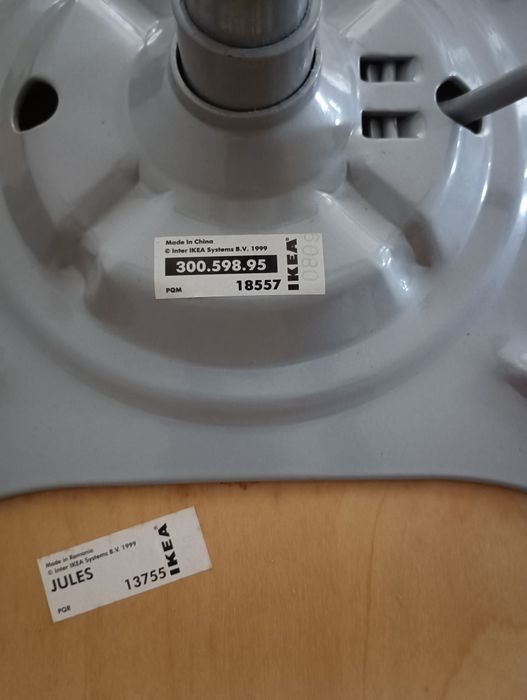 Made in China
© Inter IKEA Systems B.V. 1999
300.598.95
PQM 18557
IKEA
0809
Made in Romania
© Inter IKEA Systems B.V. 1999
JULES
13755
PQR
IKEA